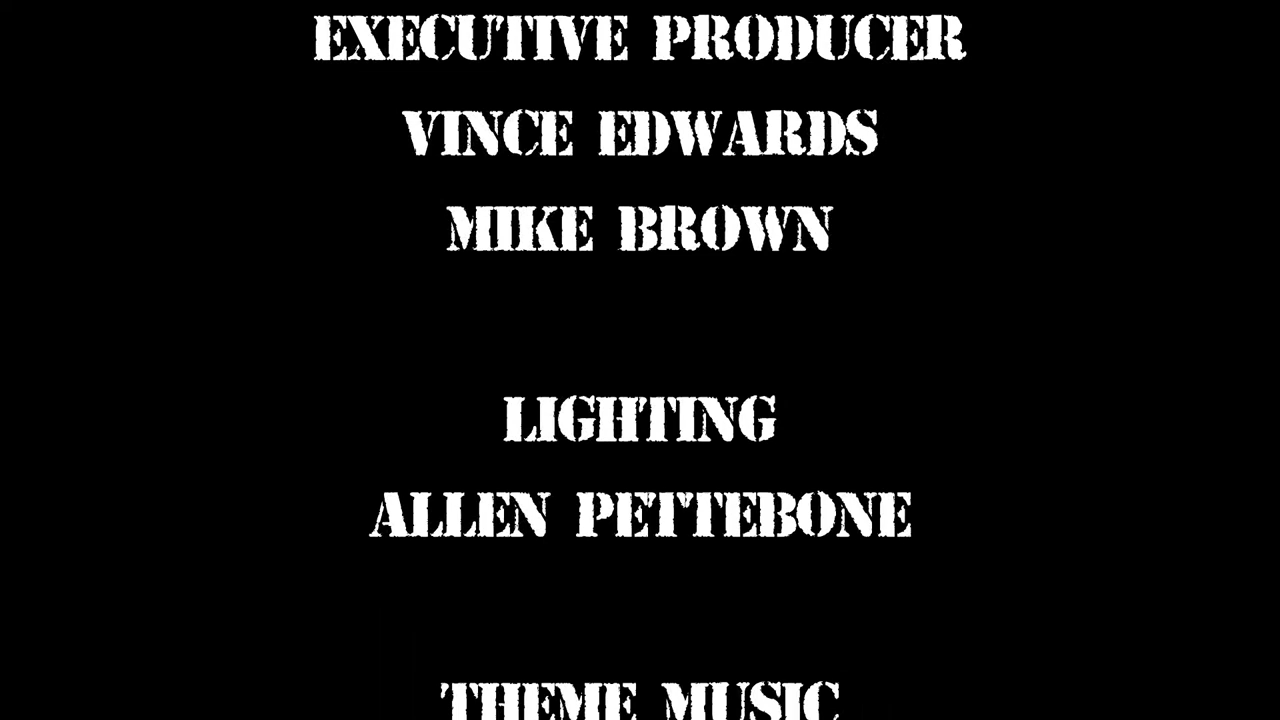 EXECUTIVE PRODUCER
VINCE EDWARDS
MIKE BROWN
LIGHTING
ALLEN PETTEBONE
THEME MUSIC